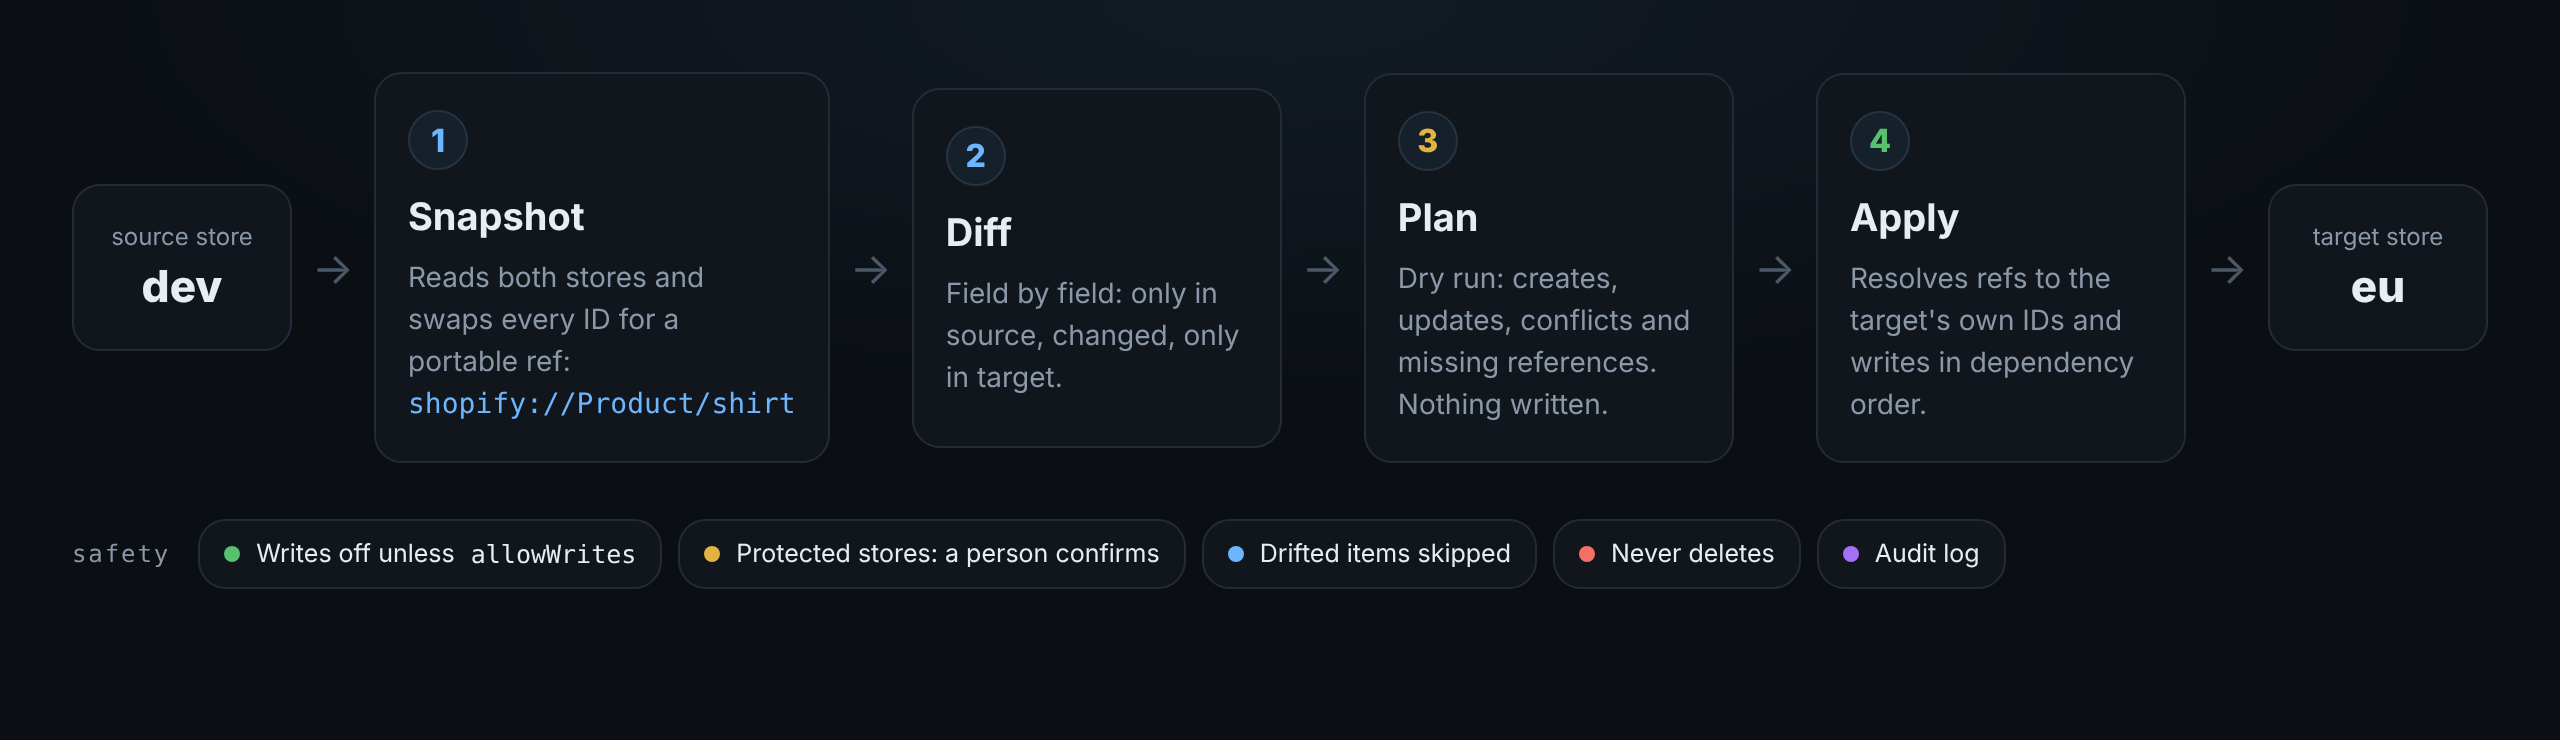 source store
dev
1
Snapshot
Reads both stores and
swaps every ID for a
portable ref:
shopify://Product/shirt
2
Diff
Field by field: only in
source, changed, only
in target.
3
Plan
Dry run: creates,
updates, conflicts and
missing references.
Nothing written.
4
Apply
Resolves refs to the
target's own IDs and
writes in dependency
order.
target store
eu
safety
Writes off unless allowWrites
Protected stores: a person confirms
Drifted items skipped
Never deletes
Audit log